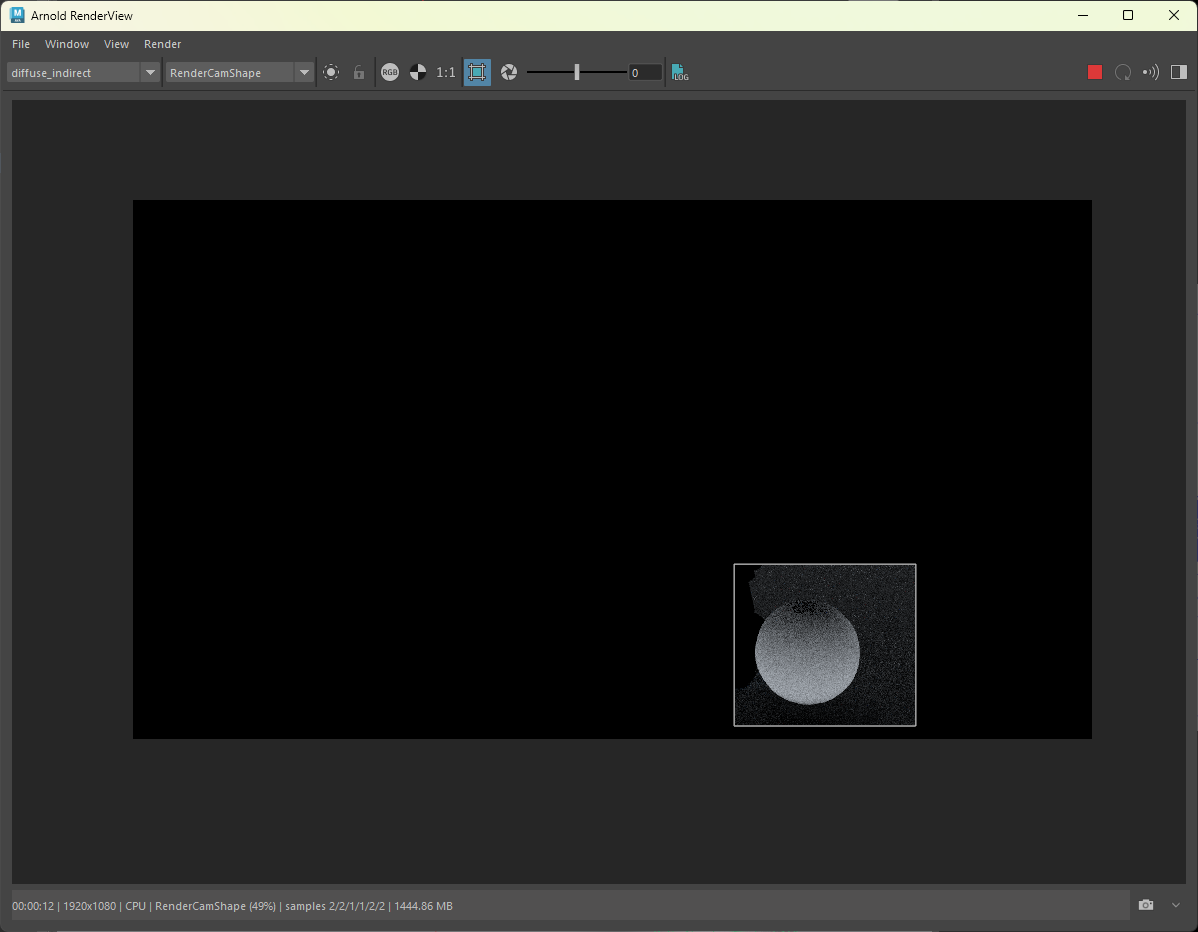 Arnold RenderView
File Window View Render
diffuse_indirect RenderCamShape RGB 1:1 0 LOG
00:00:12 | 1920x1080 | CPU | RenderCamShape (49%) | samples 2/2/1/1/2/2 | 1444.86 MB